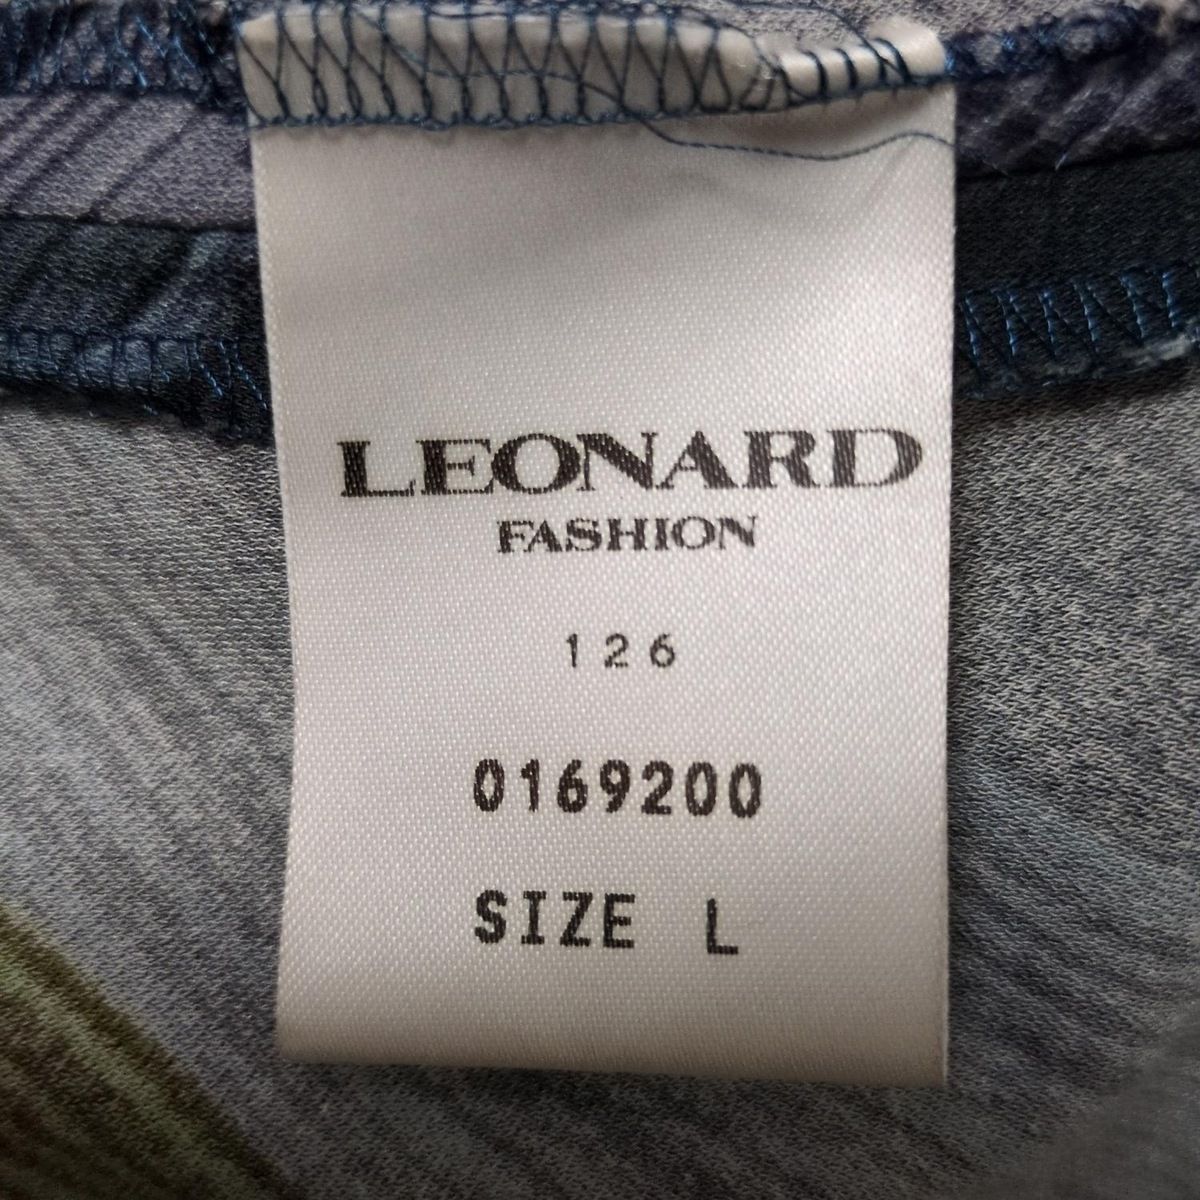 LEONARD
FASHION
126
0169200
SIZE L